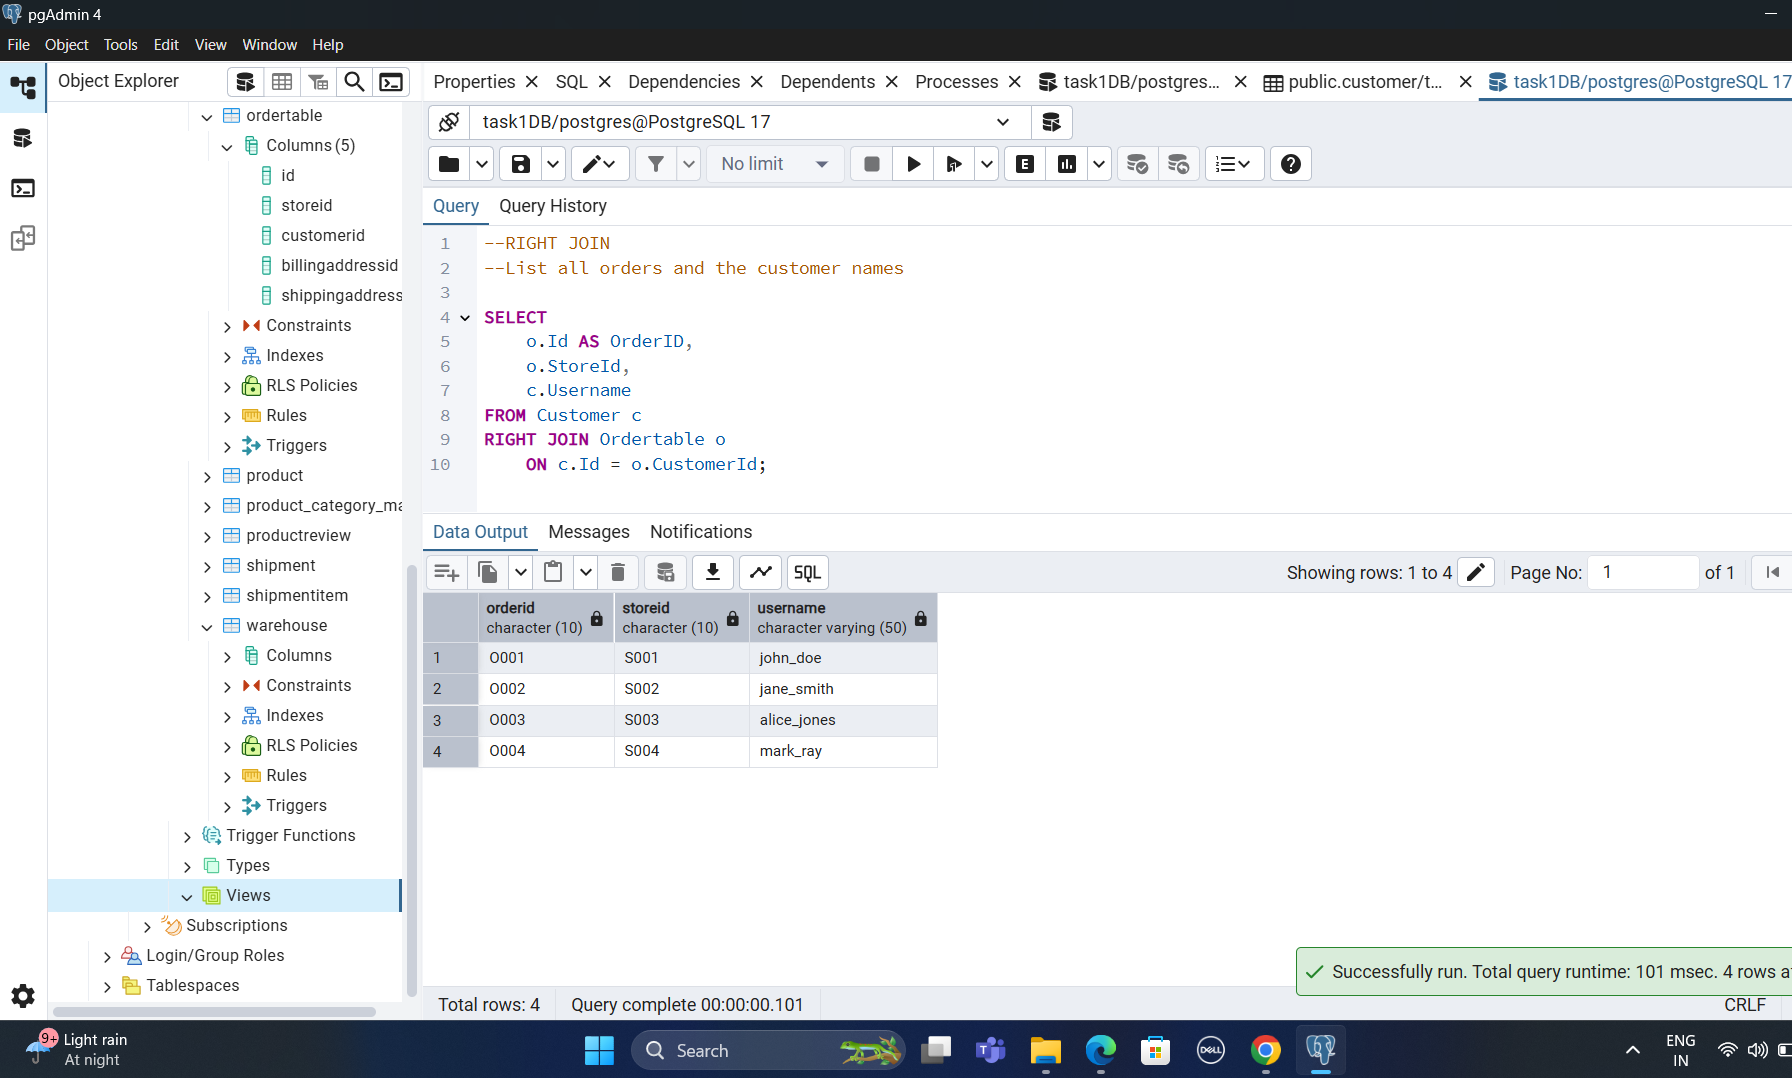 pgAdmin 4
File Object Tools Edit View Window Help
Object Explorer
Properties SQL Dependencies Dependents Processes task1DB/postgres... public.customer/t... task1DB/postgres@PostgreSQL 17
ordertable
Columns (5)
id
storeid
customerid
billingaddressid
shippingaddress
Constraints
Indexes
RLS Policies
Rules
Triggers
product
product_category_ma
productreview
shipment
shipmentitem
warehouse
Columns
Constraints
Indexes
RLS Policies
Rules
Triggers
Trigger Functions
Types
Views
Subscriptions
Login/Group Roles
Tablespaces
task1DB/postgres@PostgreSQL 17
No limit
E
Query Query History
1 --RIGHT JOIN
2 --List all orders and the customer names
3
4 SELECT
5 o.Id AS OrderID,
6 o.StoreId,
7 c.Username
8 FROM Customer c
9 RIGHT JOIN Ordertable o
10 ON c.Id = o.CustomerId;
Data Output Messages Notifications
SQL
Showing rows: 1 to 4 Page No: 1 of 1
orderid storeid username
character (10) character (10) character varying (50)
1 O001 S001 john_doe
2 O002 S002 jane_smith
3 O003 S003 alice_jones
4 O004 S004 mark_ray
Successfully run. Total query runtime: 101 msec. 4 rows a
Total rows: 4 Query complete 00:00:00.101
CRLF
9+ Light rain
At night
Search
DELL
ENG
IN